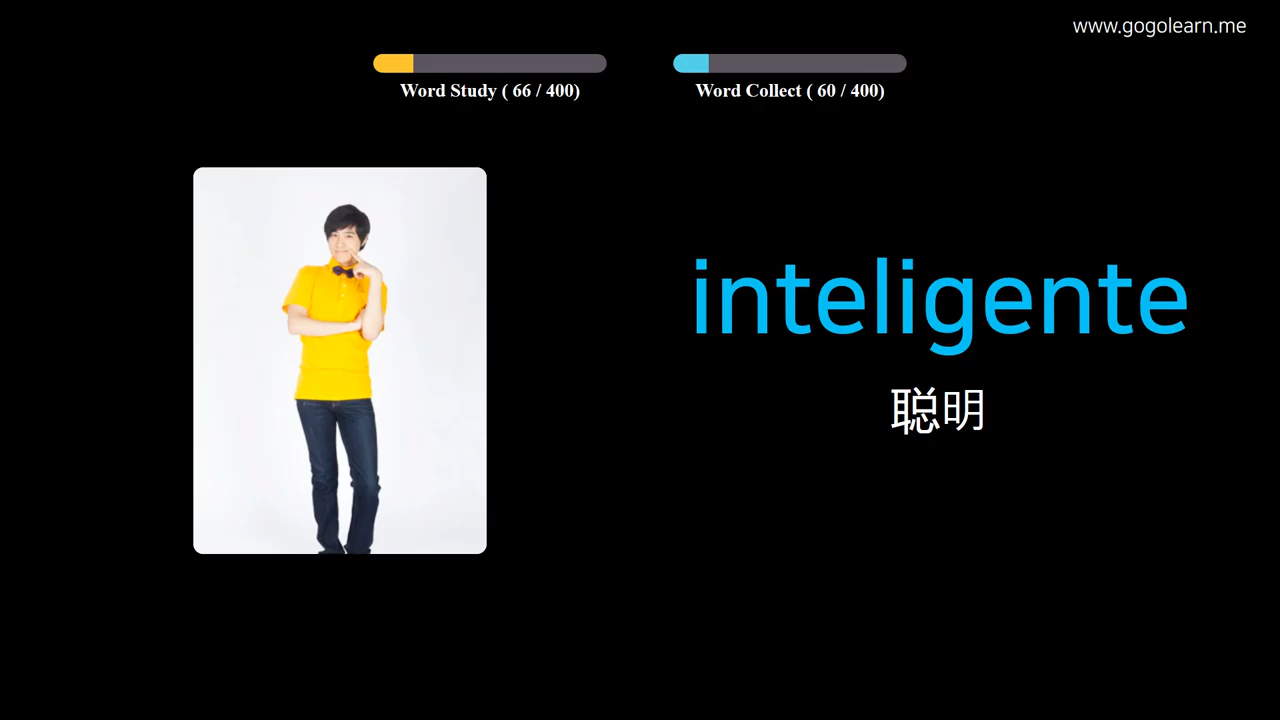 www.gogolearn.me
Word Study ( 66 / 400)
Word Collect ( 60 / 400)
inteligente
聪明